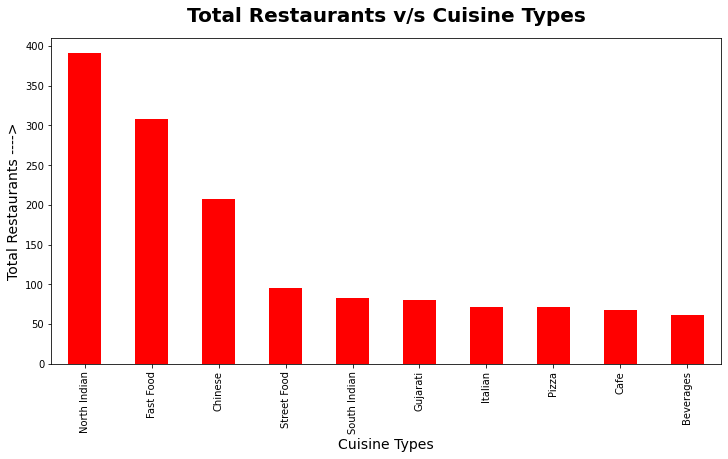 Total Restaurants v/s Cuisine Types
Total Restaurants ---->
400
350
300
250
200
150
100
50
0
North Indian
Fast Food
Chinese
Street Food
South Indian
Gujarati
Italian
Pizza
Cafe
Beverages
Cuisine Types